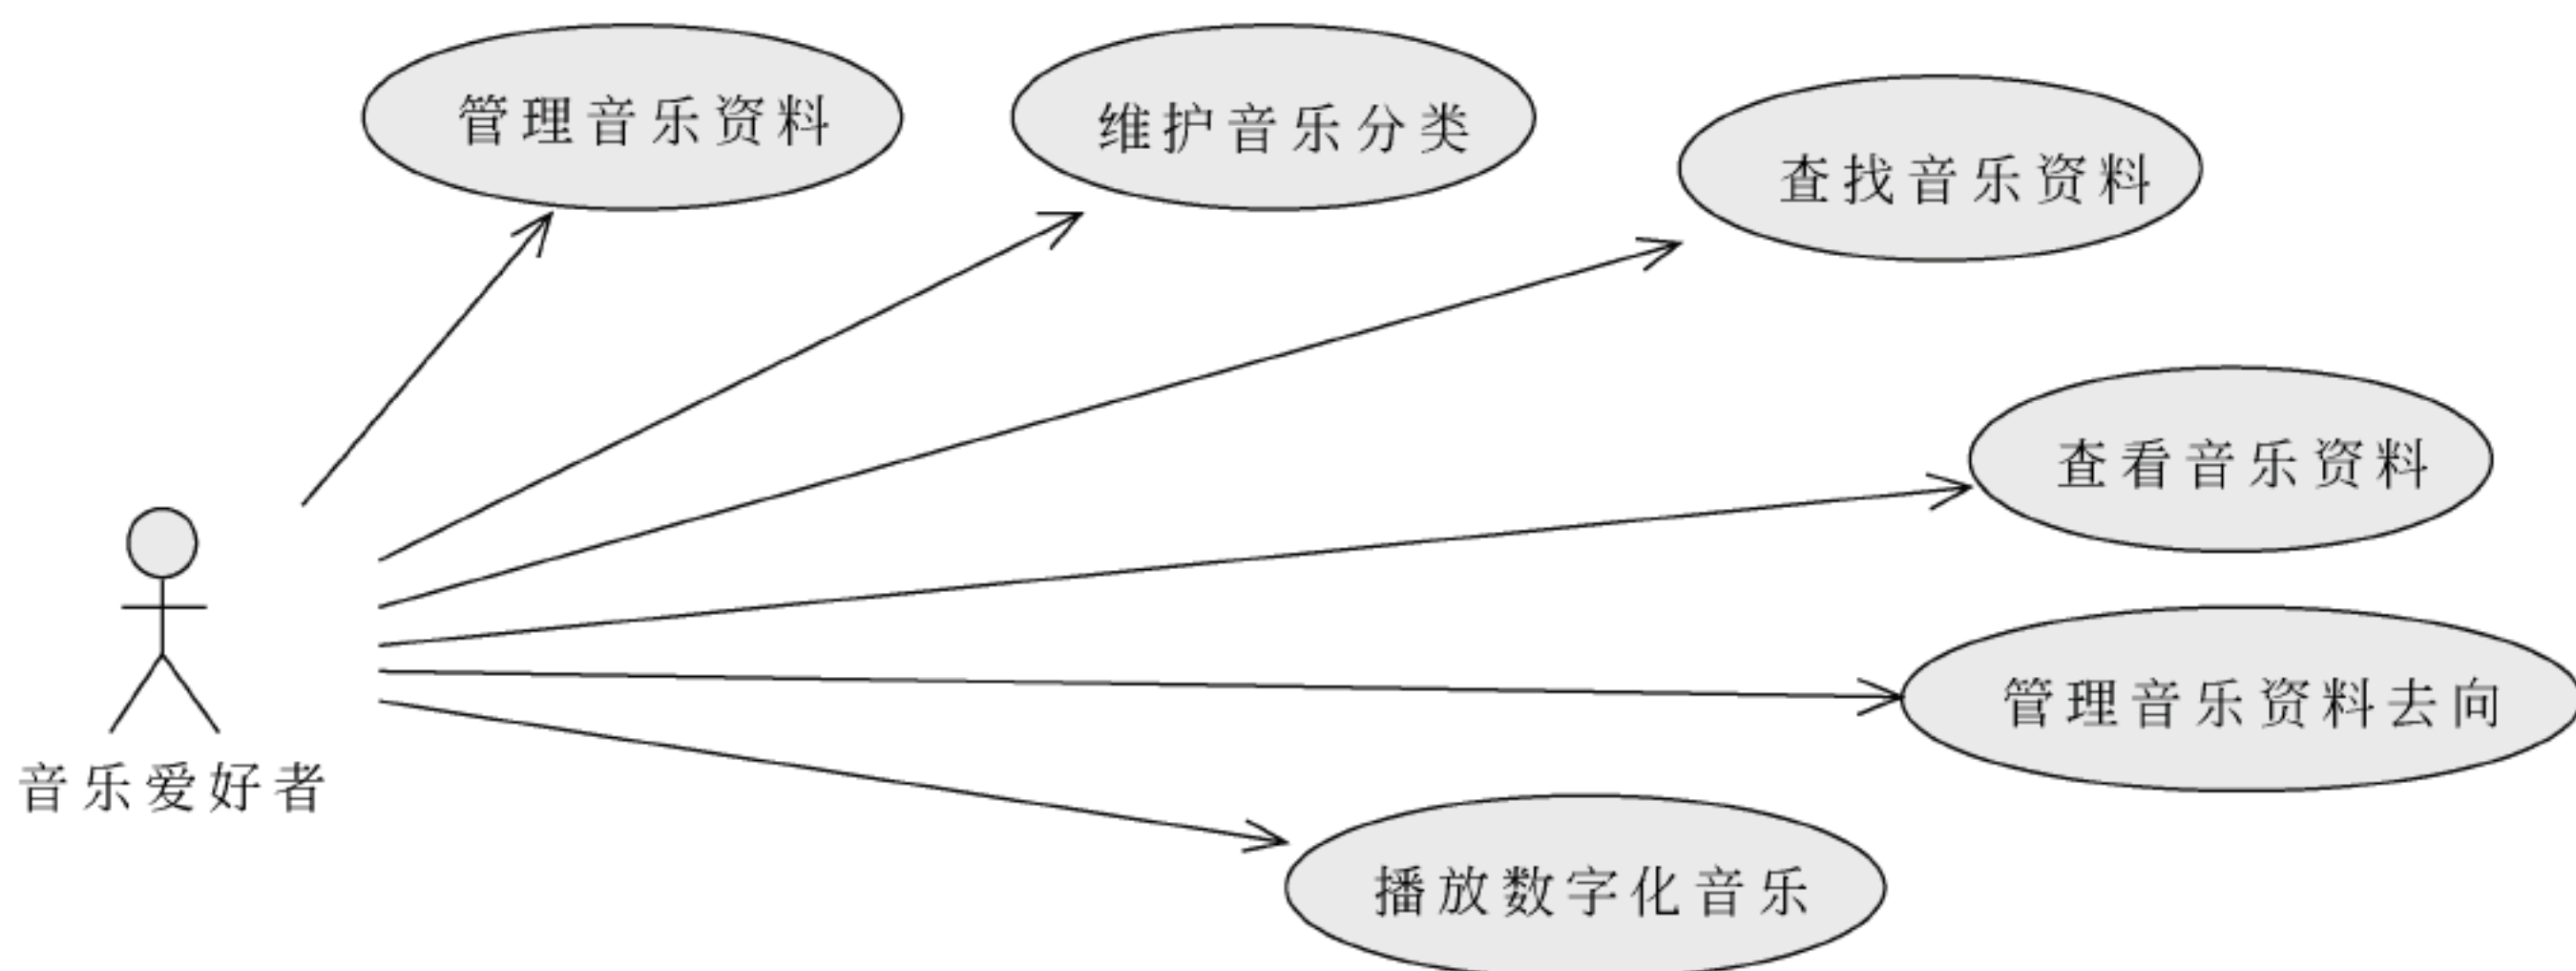 管理音乐资料
维护音乐分类
查找音乐资料
查看音乐资料
管理音乐资料去向
音乐爱好者
播放数字化音乐